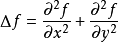 Δf = ∂²f/∂x² + ∂²f/∂y²